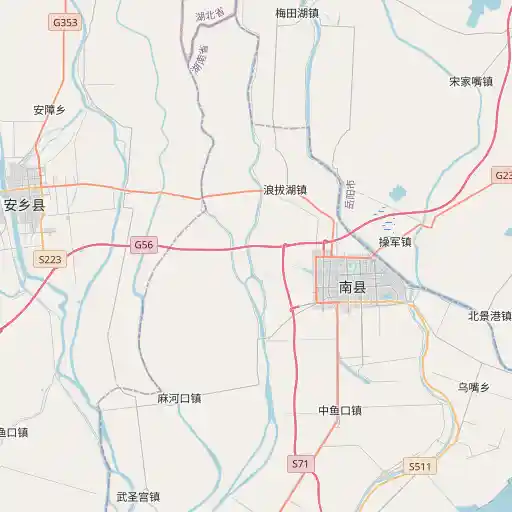 湖北省
梅田湖镇
G353
湖南省
宋家嘴镇
安障乡
G23
浪拔湖镇
岳阳市
安乡县
操军镇
G56
S223
南县
北景港镇
乌嘴乡
麻河口镇
中鱼口镇
鱼口镇
S71
S511
武圣宫镇